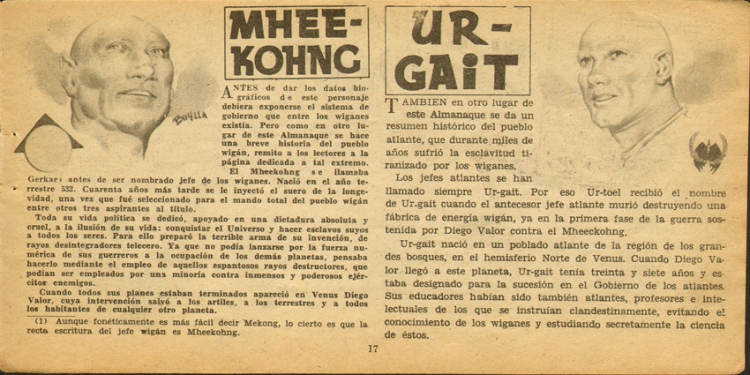 MHEE-
KOHNG
ANTES de dar los datos bio-
gráficos de este personaje
debiera exponerse el sistema de
gobierno que entre los wiganes
existía. Pero como en otro lu-
gar de este Almanaque se hace
una breve historia del pueblo
wigán, remito a los lectores a la
página dedicada a tal extremo.
El Mheekohng se llamaba
Gerkar: antes de ser nombrado jefe de los wiganes. Nació en el año te-
rrestre 532. Cuarenta años más tarde se le inyectó el suero de la longe-
vidad, una vez que fué seleccionado para el mando total del pueblo wigán
entre otros tres aspirantes al título.
Toda su vida política se dedicó, apoyado en una dictadura absoluta y
cruel, a la ilusión de su vida: conquistar el Universo y hacer esclavos suyos
a todos los seres. Para ello preparó la terrible arma de su invención, de
rayos desintegradores telecero. Ya que no podía lanzarse por la fuerza nu-
mérica de sus guerreros a la ocupación de los demás planetas, pensaba
hacerlo mediante el empleo de aquellos espantosos rayos destructores, que
podían ser empleados por una minoría contra inmensos y poderosos ejér-
citos enemigos.
Cuando todos sus planes estaban terminados apareció en Venus Diego
Valor, cuya intervención salvó a los artiles, a los terrestres y a todos
los habitantes de cualquier otro planeta.
(1) Aunque fonéticamente es más fácil decir Mekong, lo cierto es que la
recta escritura del jefe wigán es Mheekohng.
BUYLLA
UR-
GAiT
TAMBIEN en otro lugar de
este Almanaque se da un
resumen histórico del pueblo
atlante, que durante miles de
años sufrió la esclavitud ti-
ranizado por los wiganes.
Los jefes atlantes se han
llamado siempre Ur-gait. Por eso Ur-toel recibió el nombre
de Ur-gait cuando el antecesor jefe atlante murió destruyendo una
fábrica de energía wigán, ya en la primera fase de la guerra sos-
tenida por Diego Valor contra el Mheeckohng.
Ur-gait nació en un poblado atlante de la región de los gran-
des bosques, en el hemisferio Norte de Venus. Cuando Diego Va-
lor llegó a este planeta, Ur-gait tenía treinta y siete años y es-
taba designado para la sucesión en el Gobierno de los atlantes.
Sus educadores habían sido también atlantes, profesores e inte-
lectuales de los que se instruían clandestinamente, evitando el
conocimiento de los wiganes y estudiando secretamente la ciencia
de éstos.
17